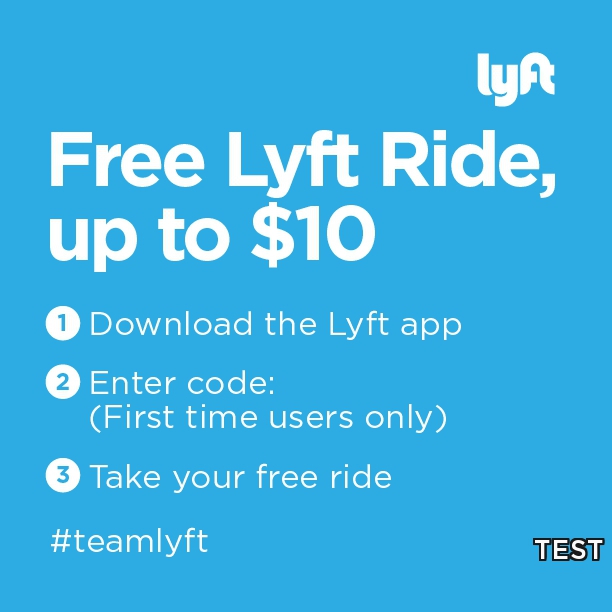 lyft
Free Lyft Ride,
up to $10
1 Download the Lyft app
2 Enter code:
(First time users only)
3 Take your free ride
#teamlyft
TEST